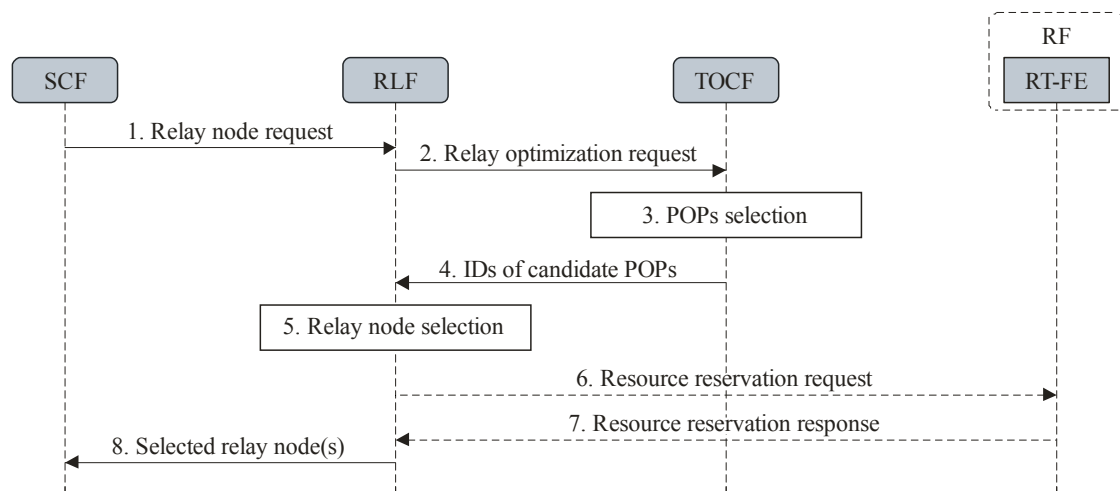 RF
SCF
RLF
TOCF
RT-FE
1. Relay node request
2. Relay optimization request
3. POPs selection
4. IDs of candidate POPs
5. Relay node selection
6. Resource reservation request
7. Resource reservation response
8. Selected relay node(s)